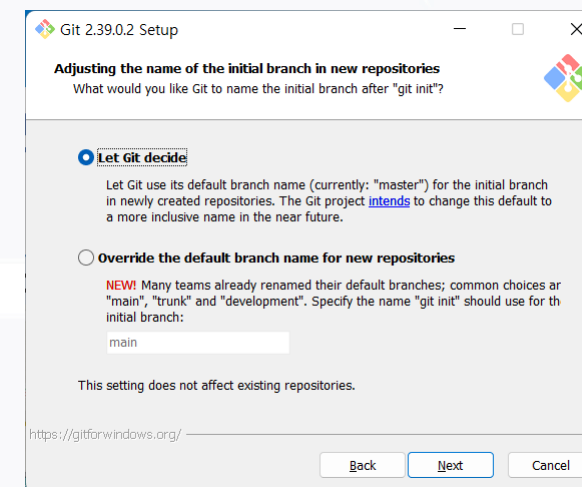 Git 2.39.0.2 Setup
Adjusting the name of the initial branch in new repositories
What would you like Git to name the initial branch after "git init"?
Let Git decide
Let Git use its default branch name (currently: "master") for the initial branch
in newly created repositories. The Git project intends to change this default to
a more inclusive name in the near future.
Override the default branch name for new repositories
NEW! Many teams already renamed their default branches; common choices ar
"main", "trunk" and "development". Specify the name "git init" should use for th
initial branch:
main
This setting does not affect existing repositories.
https://gitforwindows.org/
Back Next Cancel